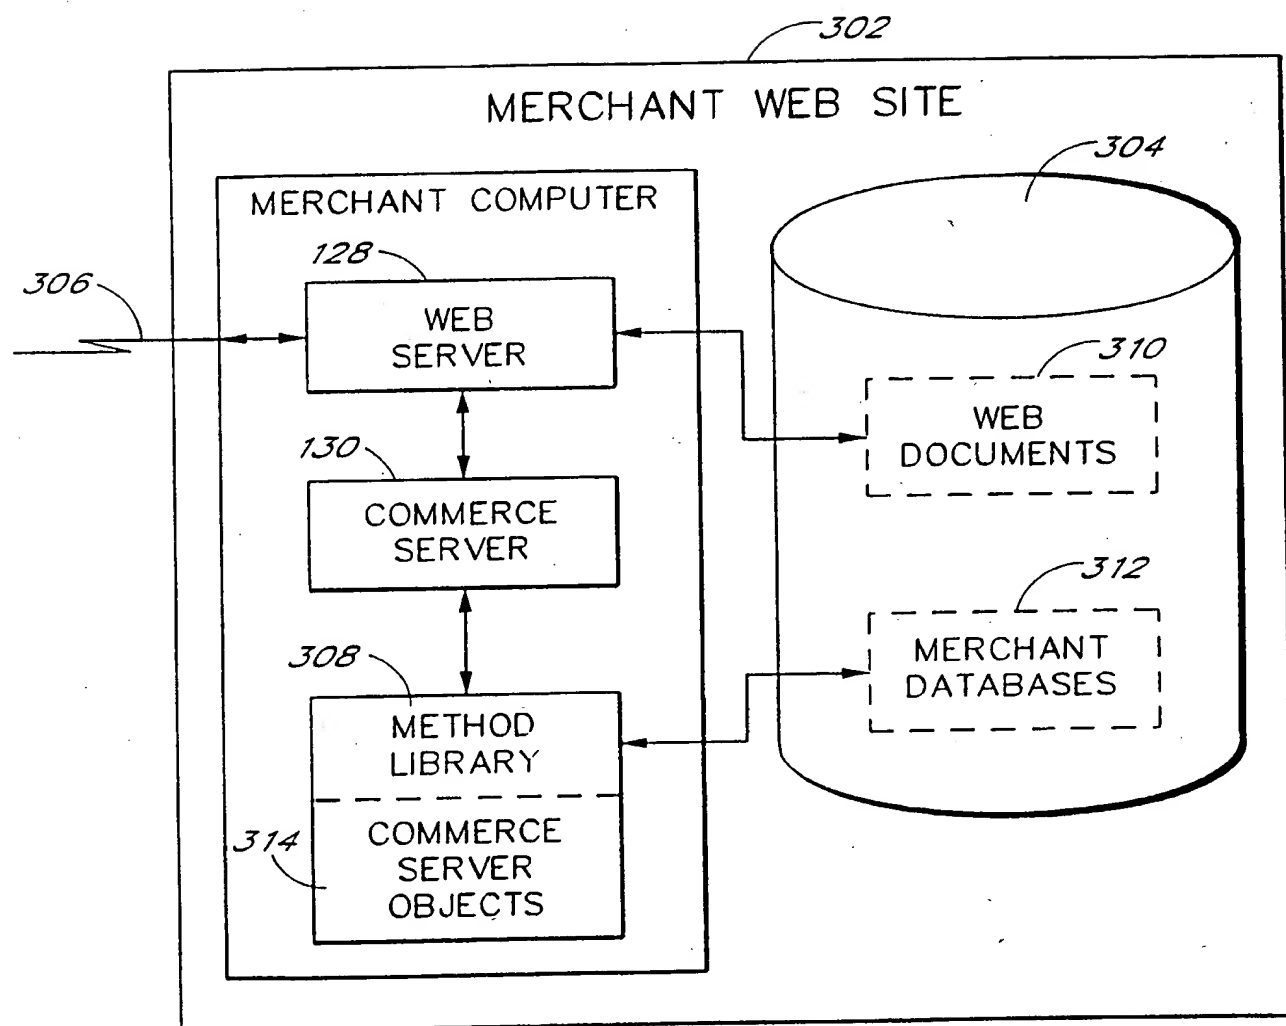 302
MERCHANT WEB SITE
304
MERCHANT COMPUTER
128
WEB
SERVER
306
310
WEB
DOCUMENTS
130
COMMERCE
SERVER
312
MERCHANT
DATABASES
308
METHOD
LIBRARY
314
COMMERCE
SERVER
OBJECTS